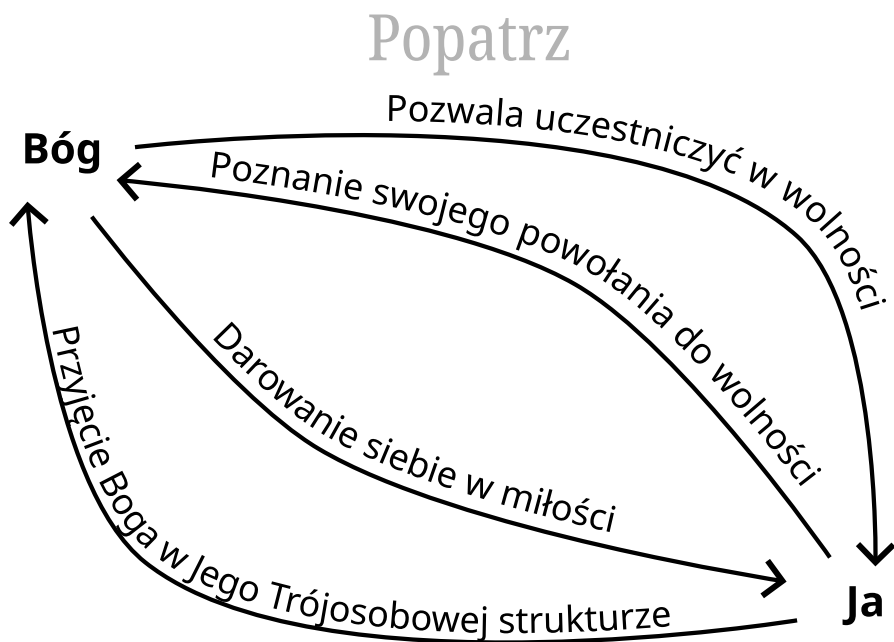 Popatrz
Bóg
Pozwala uczestniczyć w wolności
Poznanie swojego powołania do wolności
Darowanie siebie w miłości
Przyjęcie Boga w Jego Trójosobowej strukturze
Ja